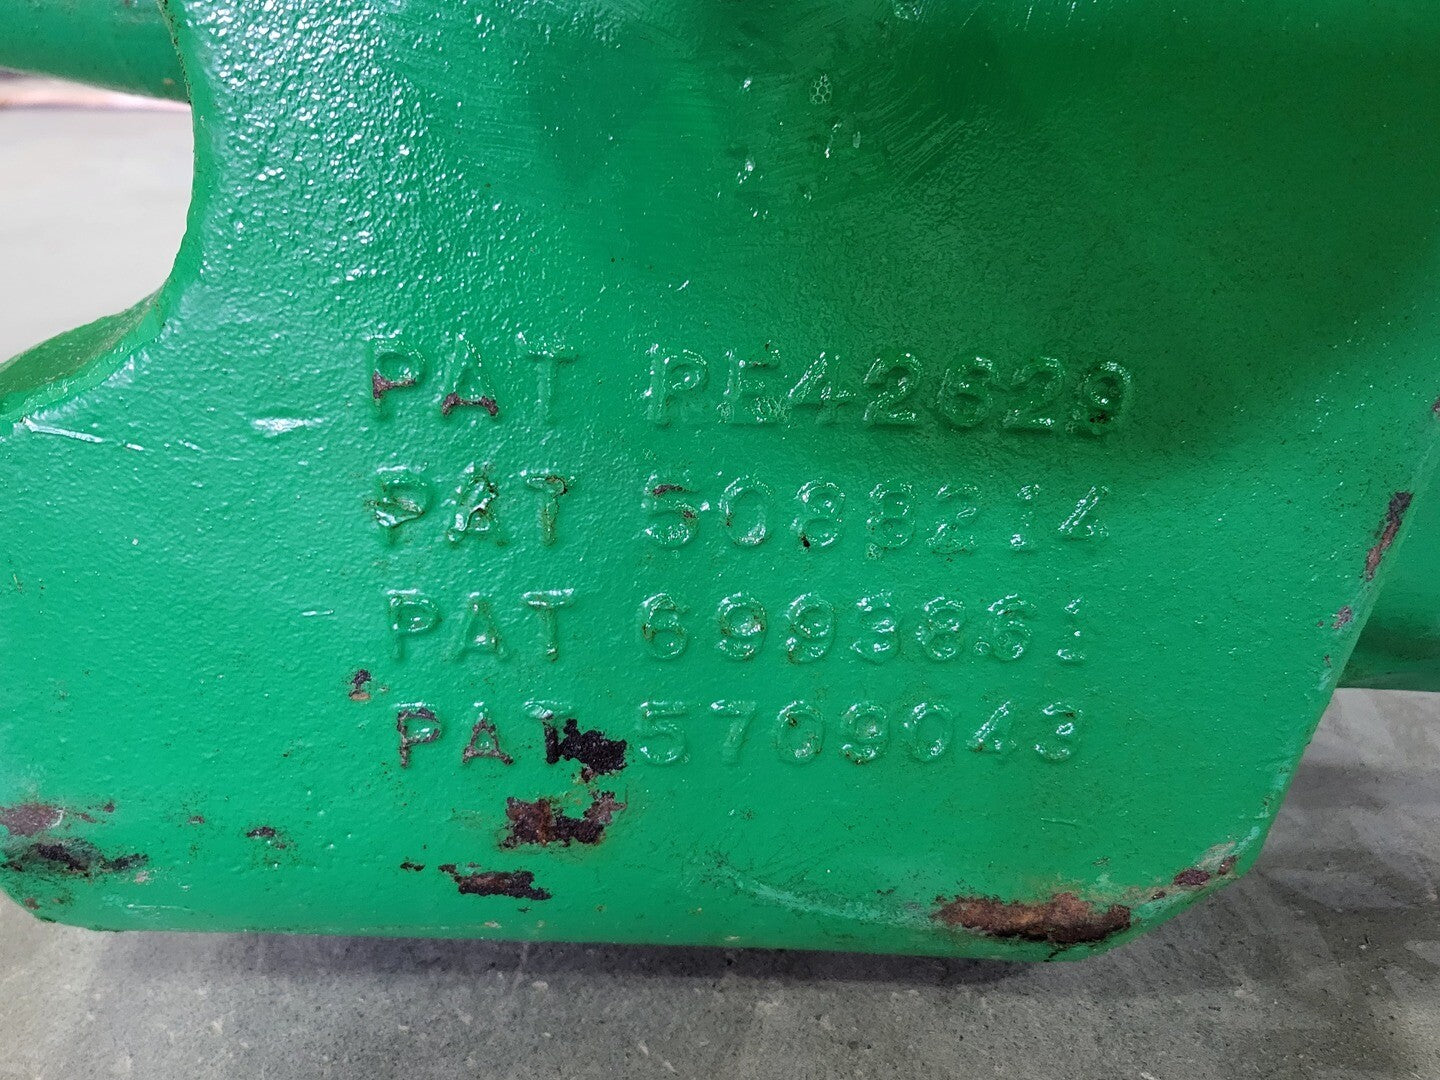 PAT RE42629
PAT 5088214
PAT 6993861
PAT 5709043